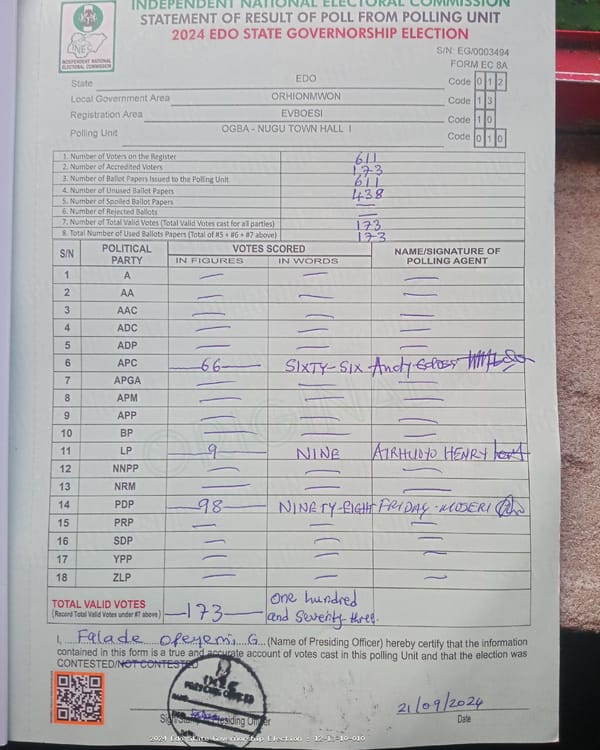 INDEPENDENT NATIONAL ELECTORAL COMMISSION
STATEMENT OF RESULT OF POLL FROM POLLING UNIT
2024 EDO STATE GOVERNORSHIP ELECTION
INEC
INDEPENDENT NATIONAL
ELECTORAL COMMISSION
S/N: EG/0003494
FORM EC 8A
State EDO Code 0 1 2
Local Government Area ORHIONMWON Code 1 3
Registration Area EVBOESI Code 1 0
Polling Unit OGBA - NUGU TOWN HALL I Code 0 1 0
1. Number of Voters on the Register 611
2. Number of Accredited Voters 173
3. Number of Ballot Papers Issued to the Polling Unit 611
4. Number of Unused Ballot Papers 438
5. Number of Spoiled Ballot Papers —
6. Number of Rejected Ballots —
7. Number of Total Valid Votes (Total Valid Votes cast for all parties) 173
8. Total Number of Used Ballots Papers (Total of #5 + #6 + #7 above) 173
S/N POLITICAL PARTY VOTES SCORED NAME/SIGNATURE OF POLLING AGENT
IN FIGURES IN WORDS
1 A — — —
2 AA — — —
3 AAC — — —
4 ADC — — —
5 ADP — — —
6 APC 66 SIXTY-SIX Andy
7 APGA — — —
8 APM — — —
9 APP — — —
10 BP — — —
11 LP 9 NINE HENRY
12 NNPP — — —
13 NRM — — —
14 PDP 98 NINETY-EIGHT FRIDAY
15 PRP — — —
16 SDP — — —
17 YPP — — —
18 ZLP — — —
TOTAL VALID VOTES 173 One hundred
(Record Total Valid Votes under #7 above) and Seventy three.
I, Falade Opeyemi G (Name of Presiding Officer) hereby certify that the information
contained in this form is a true and accurate account of votes cast in this polling Unit and that the election was
CONTESTED/NOT CONTESTED
21/09/2024
Presiding Officer Date
2024 Edo State Governorship Election : 12-13-10-010